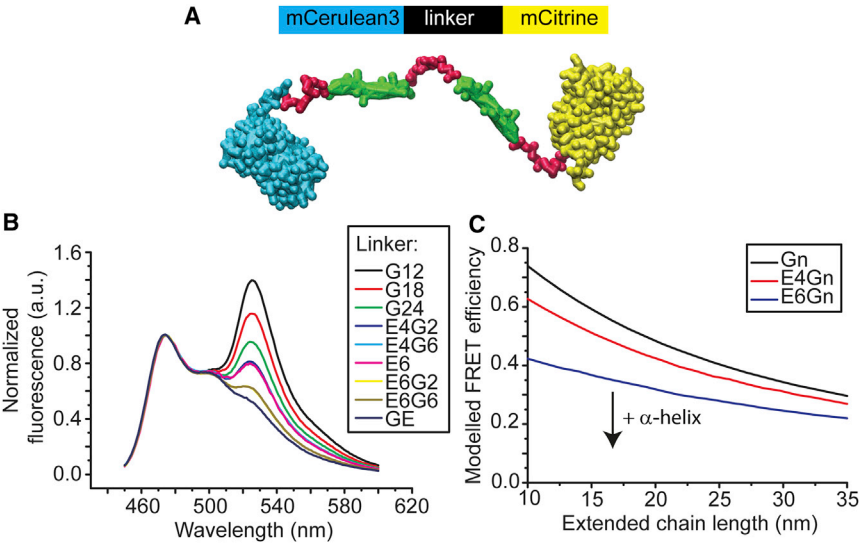 A
mCerulean3 linker mCitrine
B
Normalized
fluorescence (a.u.)
1.6
1.2
0.8
0.4
0.0
460 500 540 580 620
Wavelength (nm)
Linker:
G12
G18
G24
E4G2
E4G6
E6
E6G2
E6G6
GE
C
Modelled FRET efficiency
0.8
0.6
0.4
0.2
0.0
10 15 20 25 30 35
Extended chain length (nm)
Gn
E4Gn
E6Gn
+ α-helix